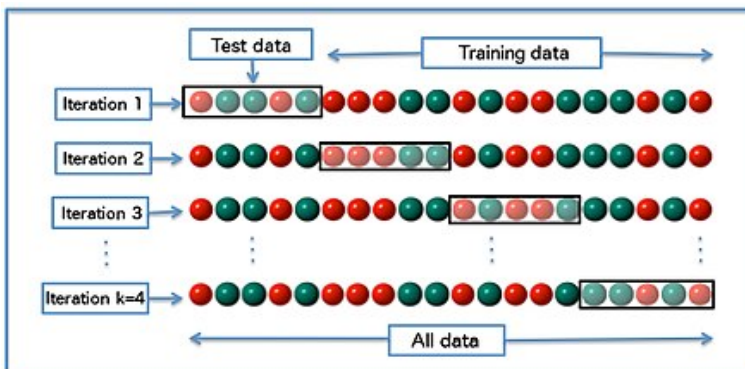 Test data
Training data
Iteration 1
Iteration 2
Iteration 3
Iteration k=4
All data